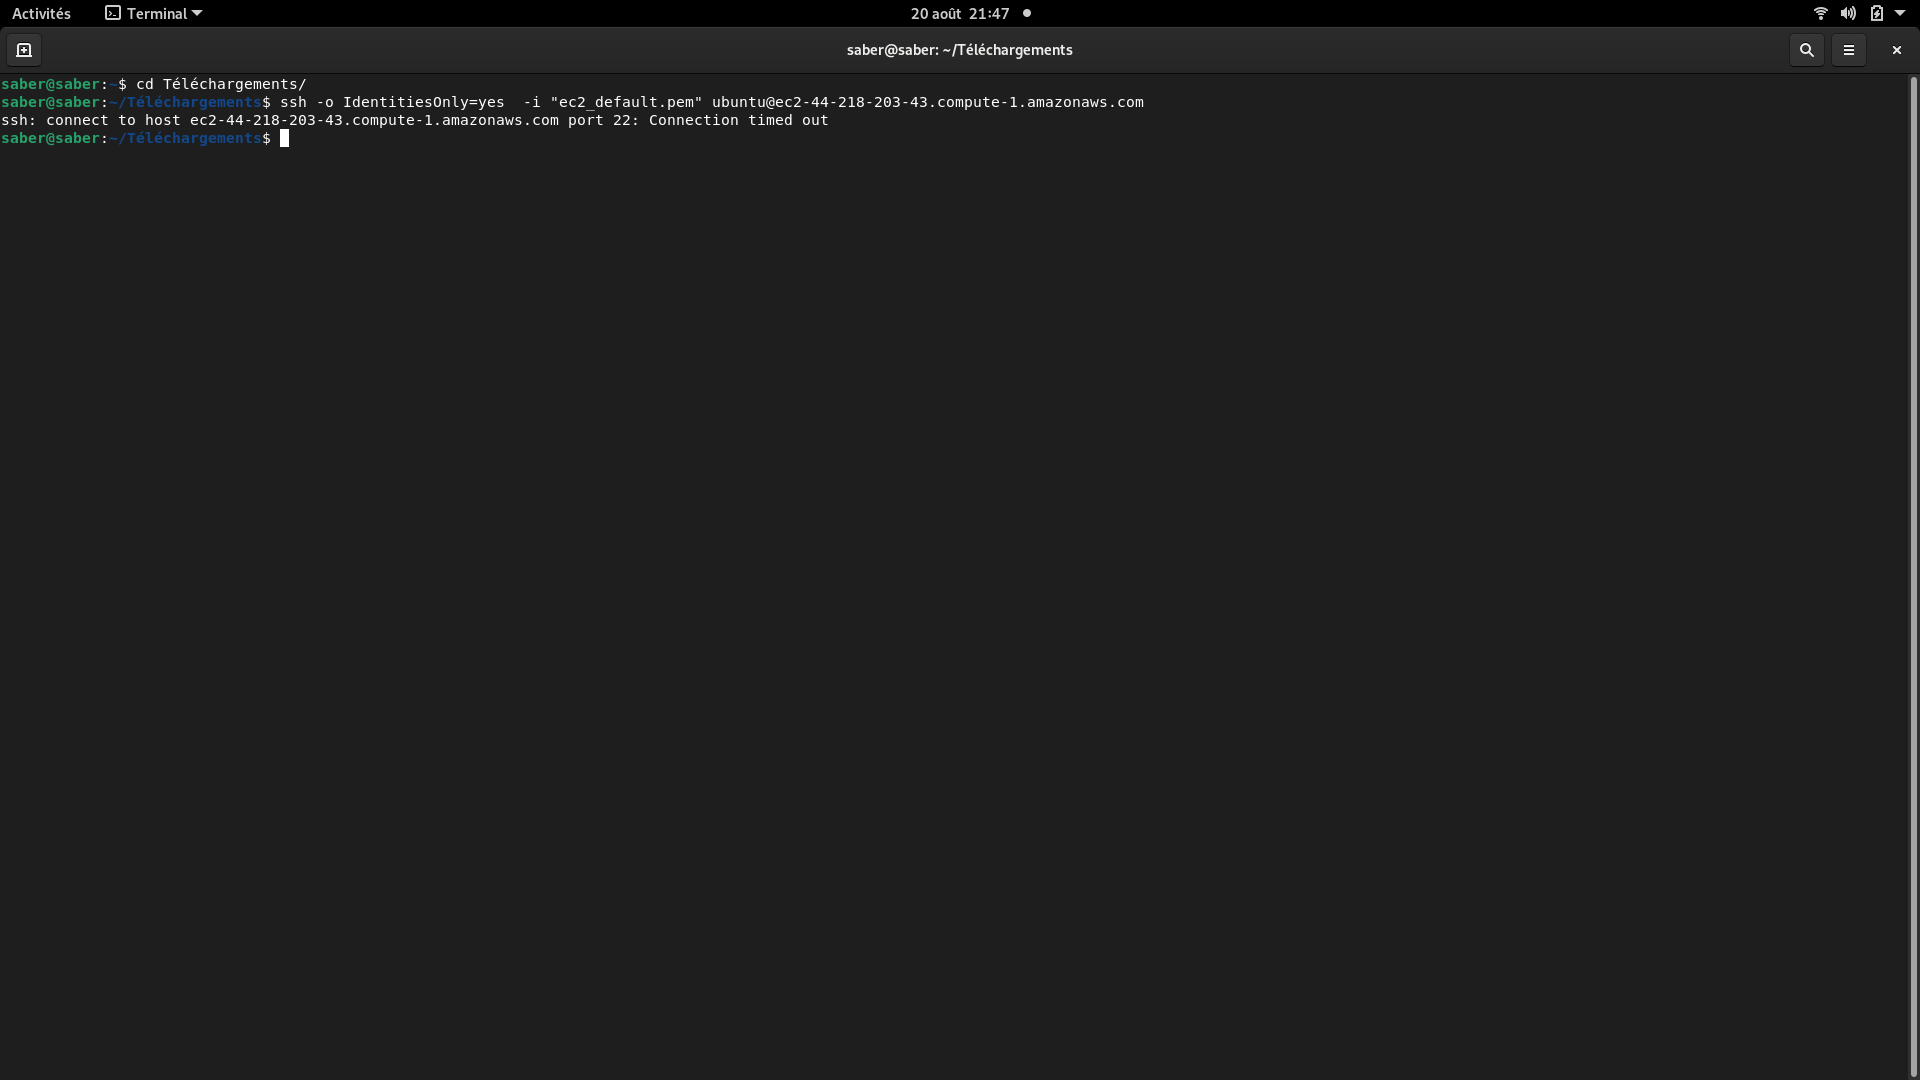 Activités Terminal 20 août 21:47
saber@saber: ~/Téléchargements
saber@saber:~$ cd Téléchargements/
saber@saber:~/Téléchargements$ ssh -o IdentitiesOnly=yes  -i "ec2_default.pem" ubuntu@ec2-44-218-203-43.compute-1.amazonaws.com
ssh: connect to host ec2-44-218-203-43.compute-1.amazonaws.com port 22: Connection timed out
saber@saber:~/Téléchargements$